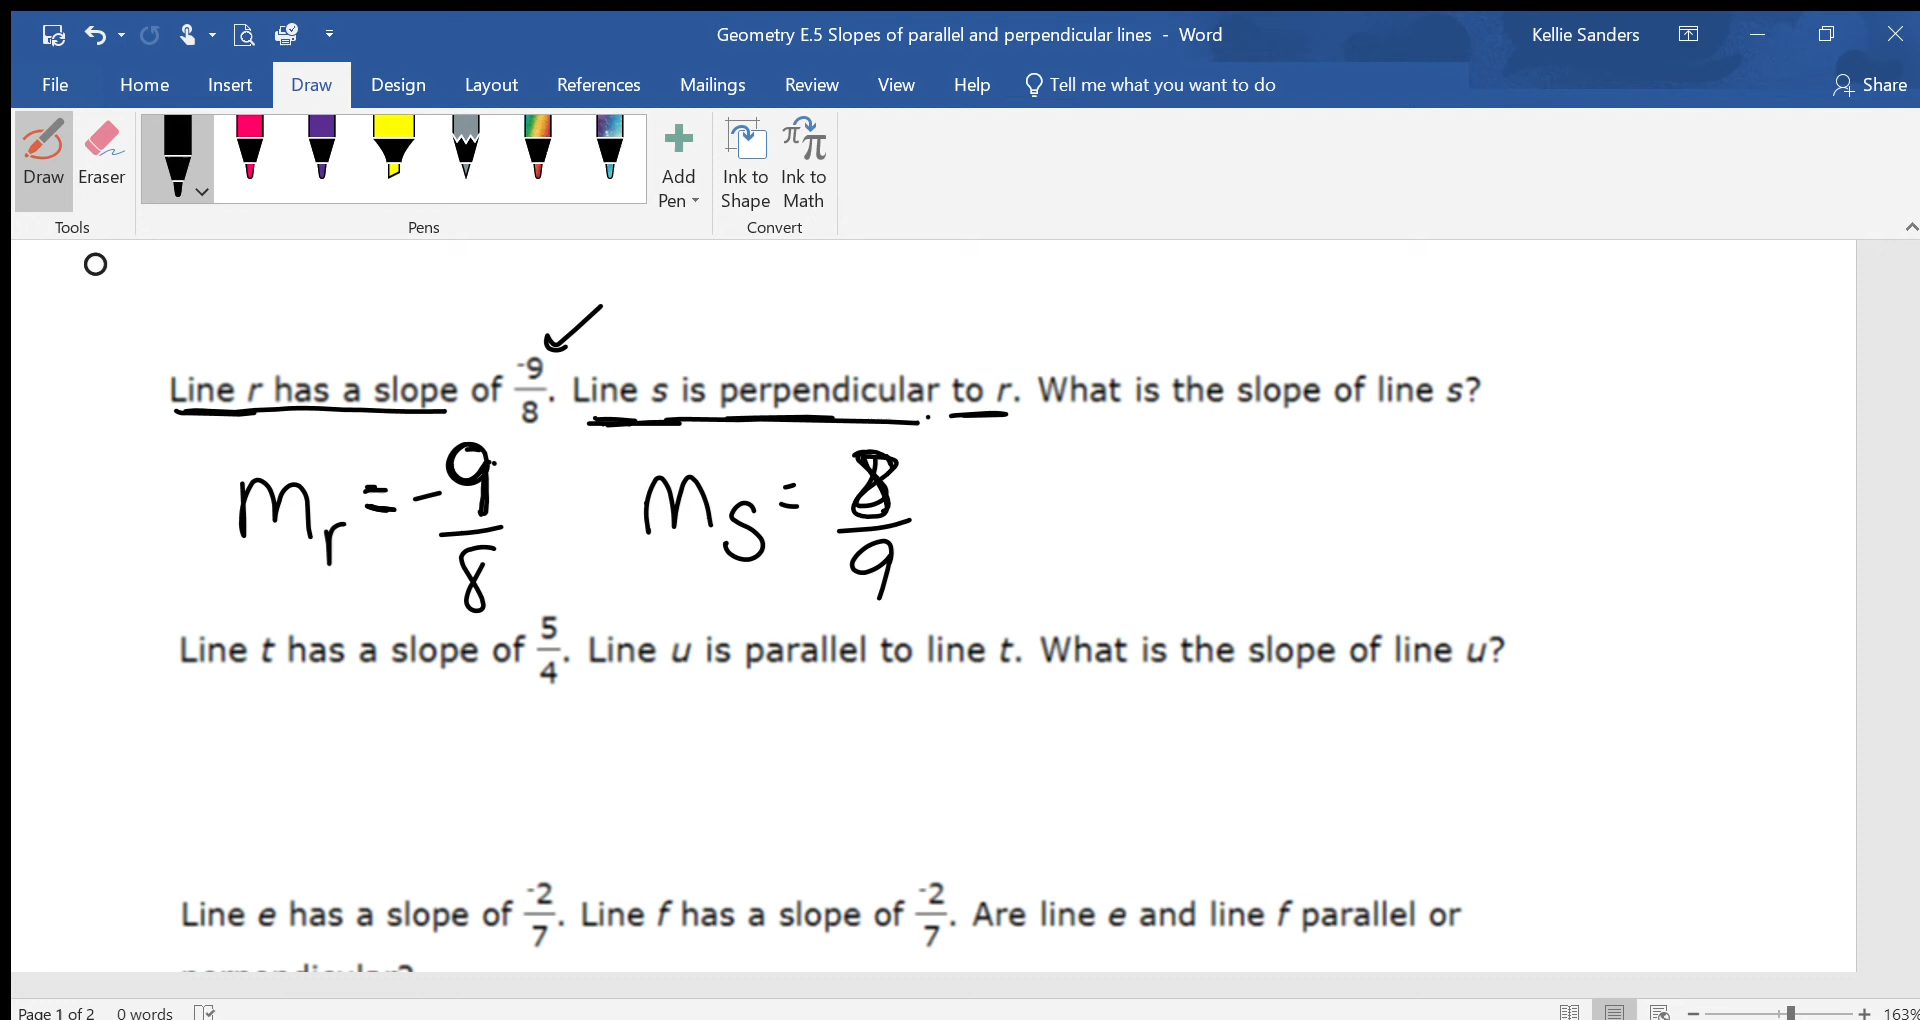 Geometry E.5 Slopes of parallel and perpendicular lines - Word
Kellie Sanders
File Home Insert Draw Design Layout References Mailings Review View Help Tell me what you want to do Share
Draw Eraser Add Pen Ink to Shape Ink to Math
Tools Pens Convert
Line r has a slope of -9/8. Line s is perpendicular to r. What is the slope of line s?
m_r = -9/8 m_s = 8/9
Line t has a slope of 5/4. Line u is parallel to line t. What is the slope of line u?
Line e has a slope of -2/7. Line f has a slope of -2/7. Are line e and line f parallel or
Page 1 of 2 0 words 163%